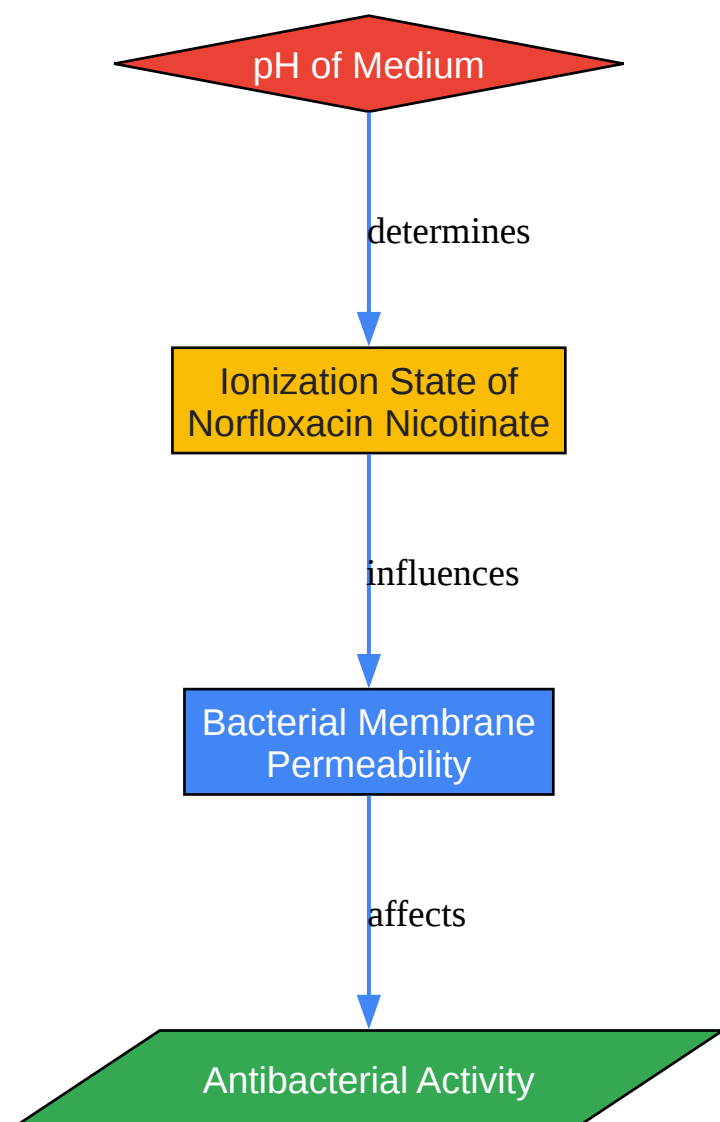 pH of Medium
determines
Ionization State of
Norfloxacin Nicotinate
influences
Bacterial Membrane
Permeability
affects
Antibacterial Activity